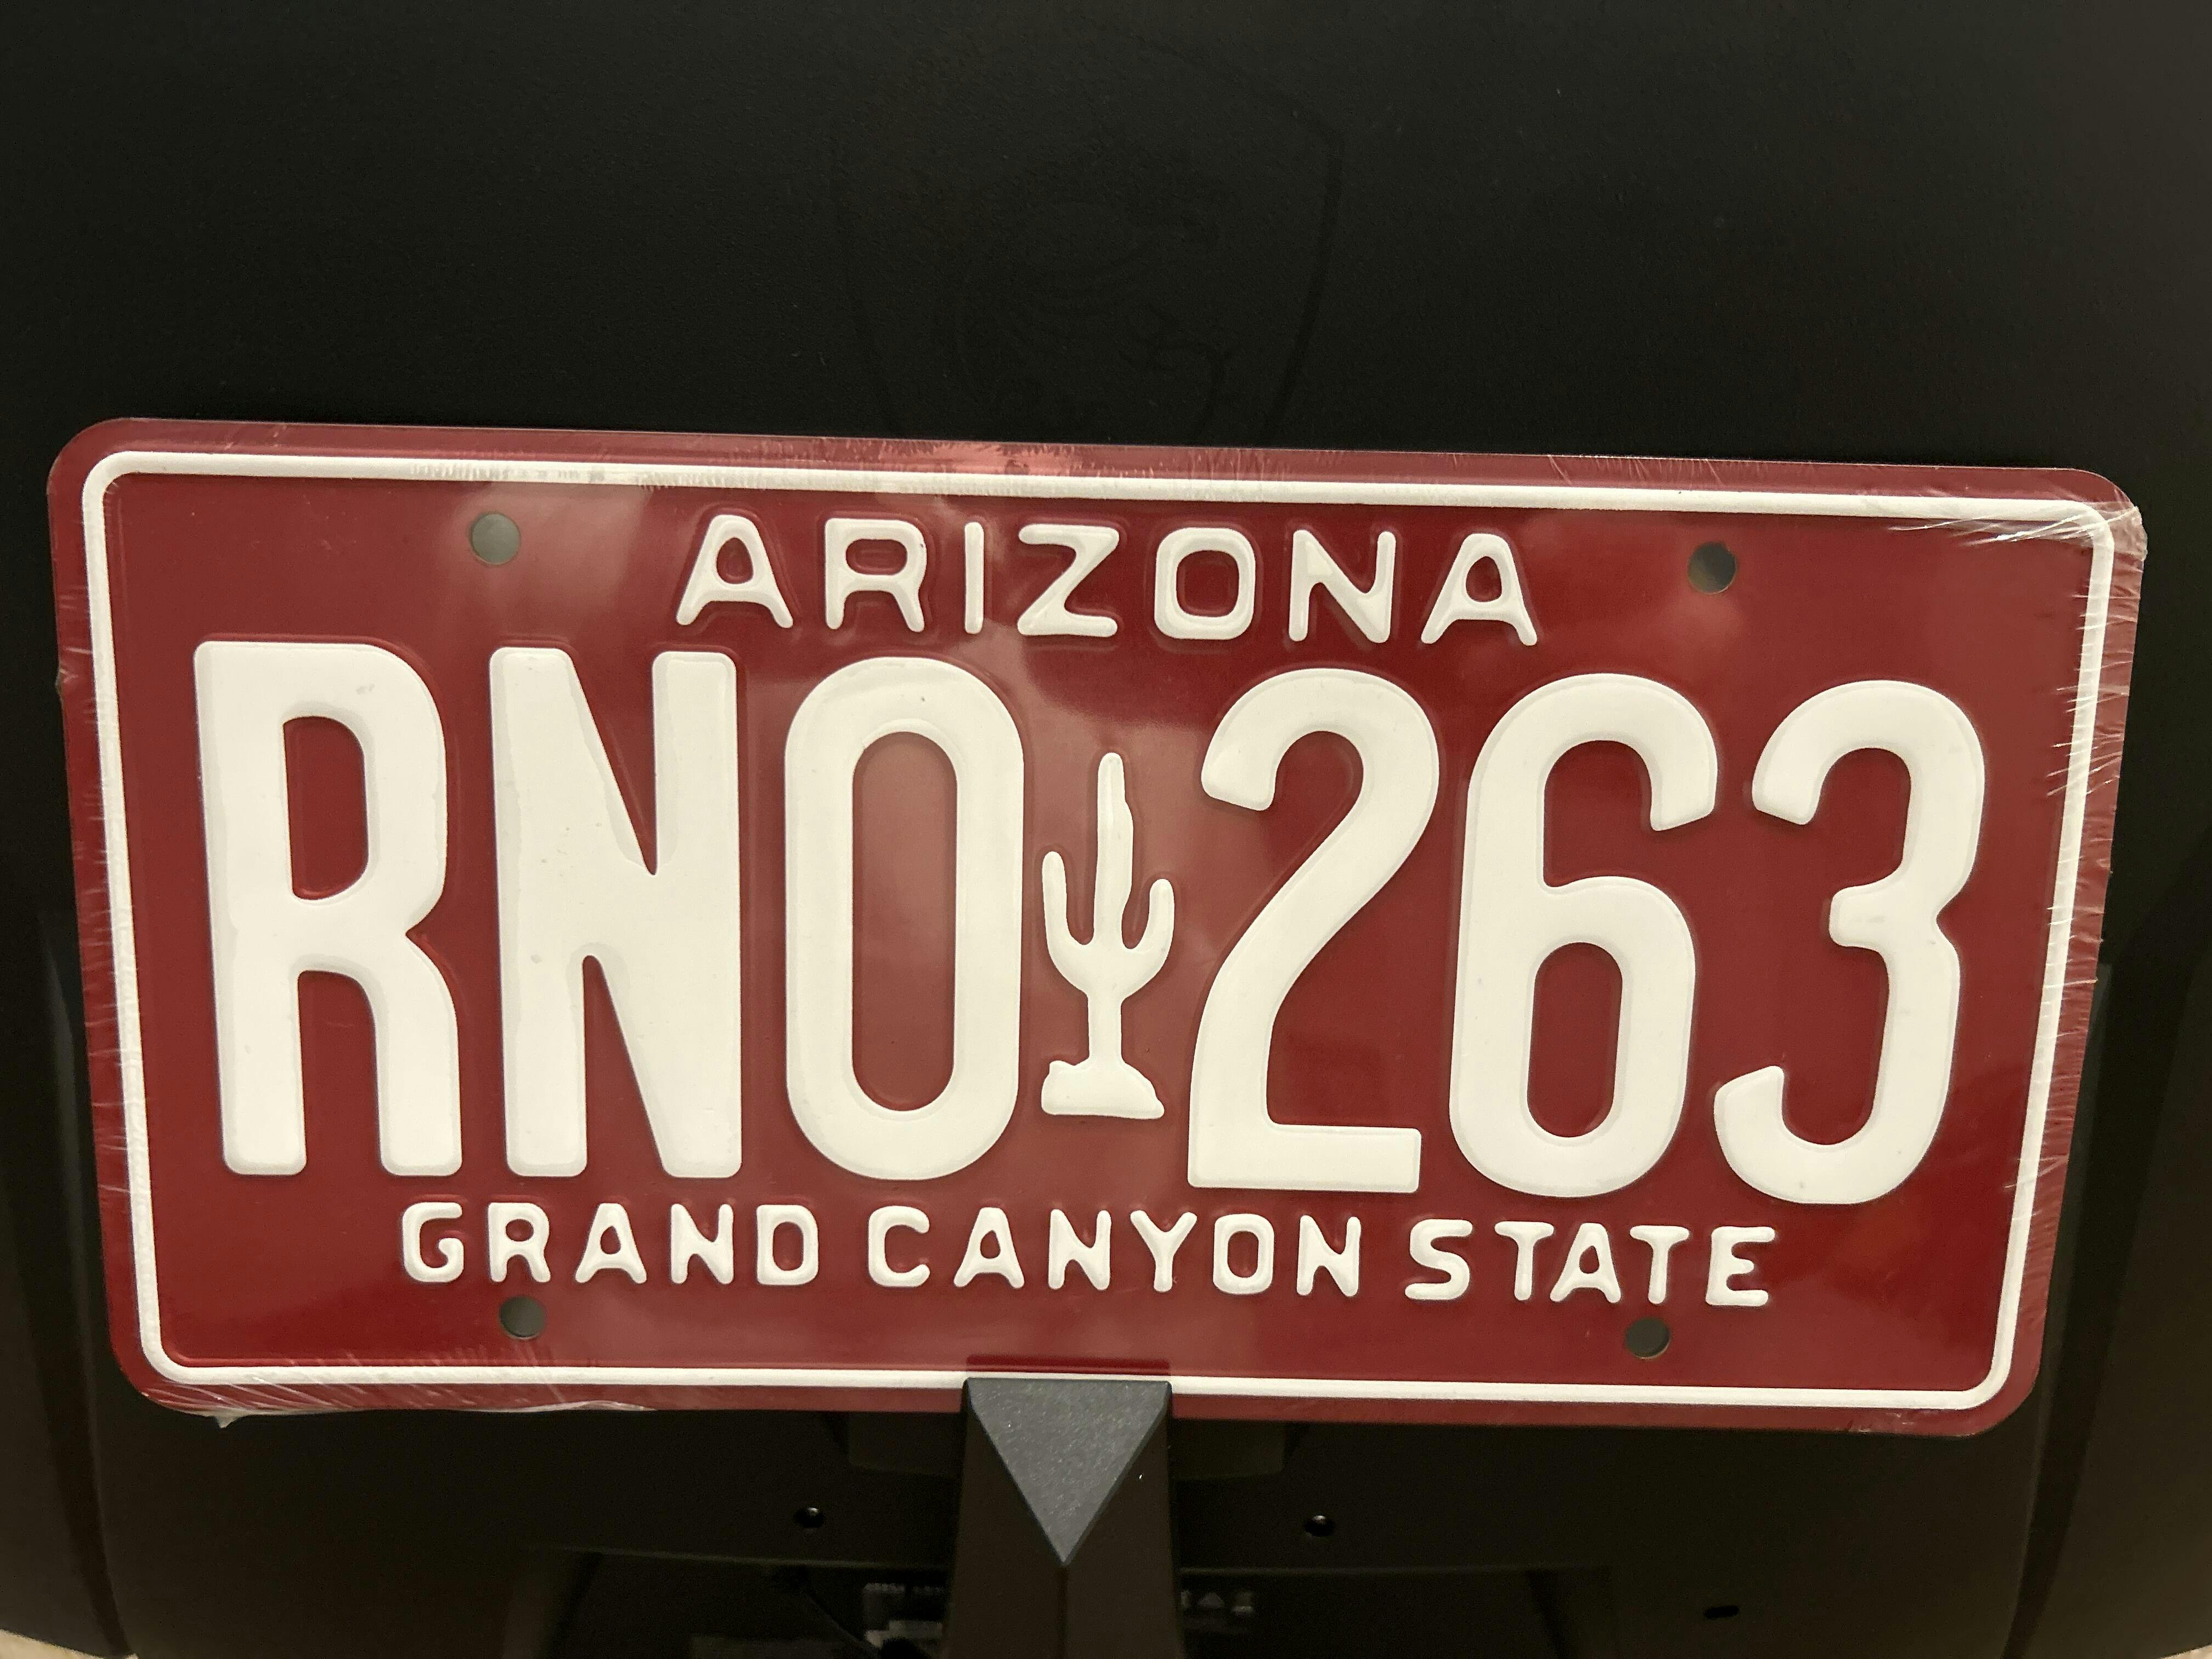 ARIZONA
RNO 263
GRAND CANYON STATE